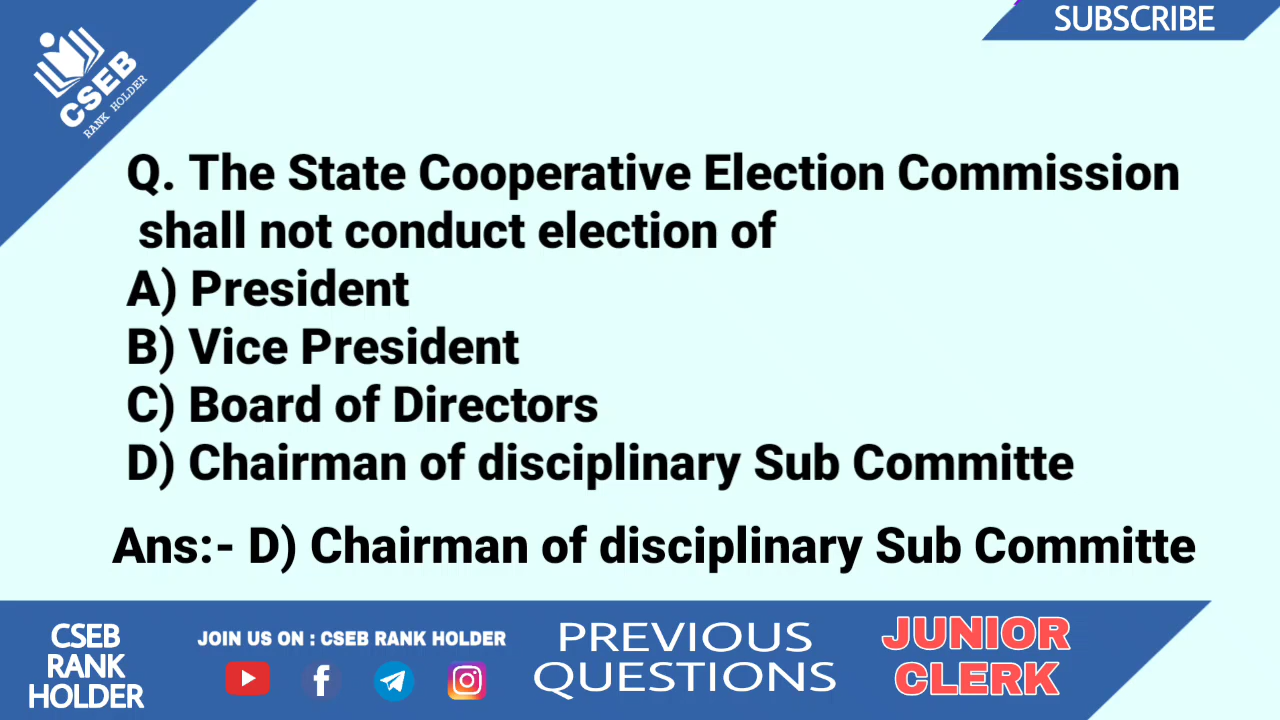 SUBSCRIBE
CSEB
RANK HOLDER
Q. The State Cooperative Election Commission
shall not conduct election of
A) President
B) Vice President
C) Board of Directors
D) Chairman of disciplinary Sub Committe
Ans:- D) Chairman of disciplinary Sub Committe
CSEB
RANK
HOLDER
JOIN US ON : CSEB RANK HOLDER
PREVIOUS
QUESTIONS
JUNIOR
CLERK